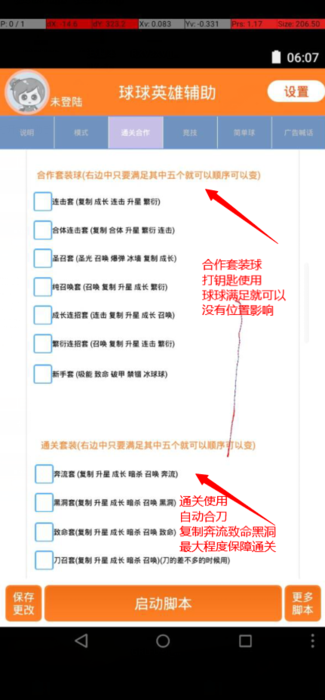 P: 0 / 1 dX: 14.6 dY: 323.2 Xv: 0.083 Yv: -0.331 Prs: 1.17 Size: 206.50
06:07
未登陆 球球英雄辅助 设置
说明 模式 通关合作 竞技 简单球 广告喊话
合作套装球(右边中只要满足其中五个就可以顺序可以变)
连击套 (复制 成长 连击 升星 繁衍)
合体连击套 (复制 合体 升星 繁衍 连击)
圣召套 (圣光 召唤 爆弹 冰墙 复制 成长)
纯召唤套 (召唤 复制 升星 成长 繁衍)
成长连招套 (连击 复制 升星 成长 召唤)
繁衍连招套 (召唤 复制 升星 连击 繁衍)
新手套 (吸能 致命 破甲 禁锢 冰球球)
合作套装球
打钥匙使用
球球满足就可以
没有位置影响
通关套装(右边中只要满足其中五个就可以顺序可以变)
奔流套 (复制 升星 成长 暗杀 召唤 奔流)
黑洞套(复制 升星 成长 暗杀 召唤 黑洞)
致命套(复制 升星 成长 暗杀 召唤 致命)
刀召套(复制 升星 成长 暗杀 召唤)(刀的差不多的时候用)
通关使用
自动合刀
复制奔流致命黑洞
最大程度保障通关
保存更改 启动脚本 更多脚本